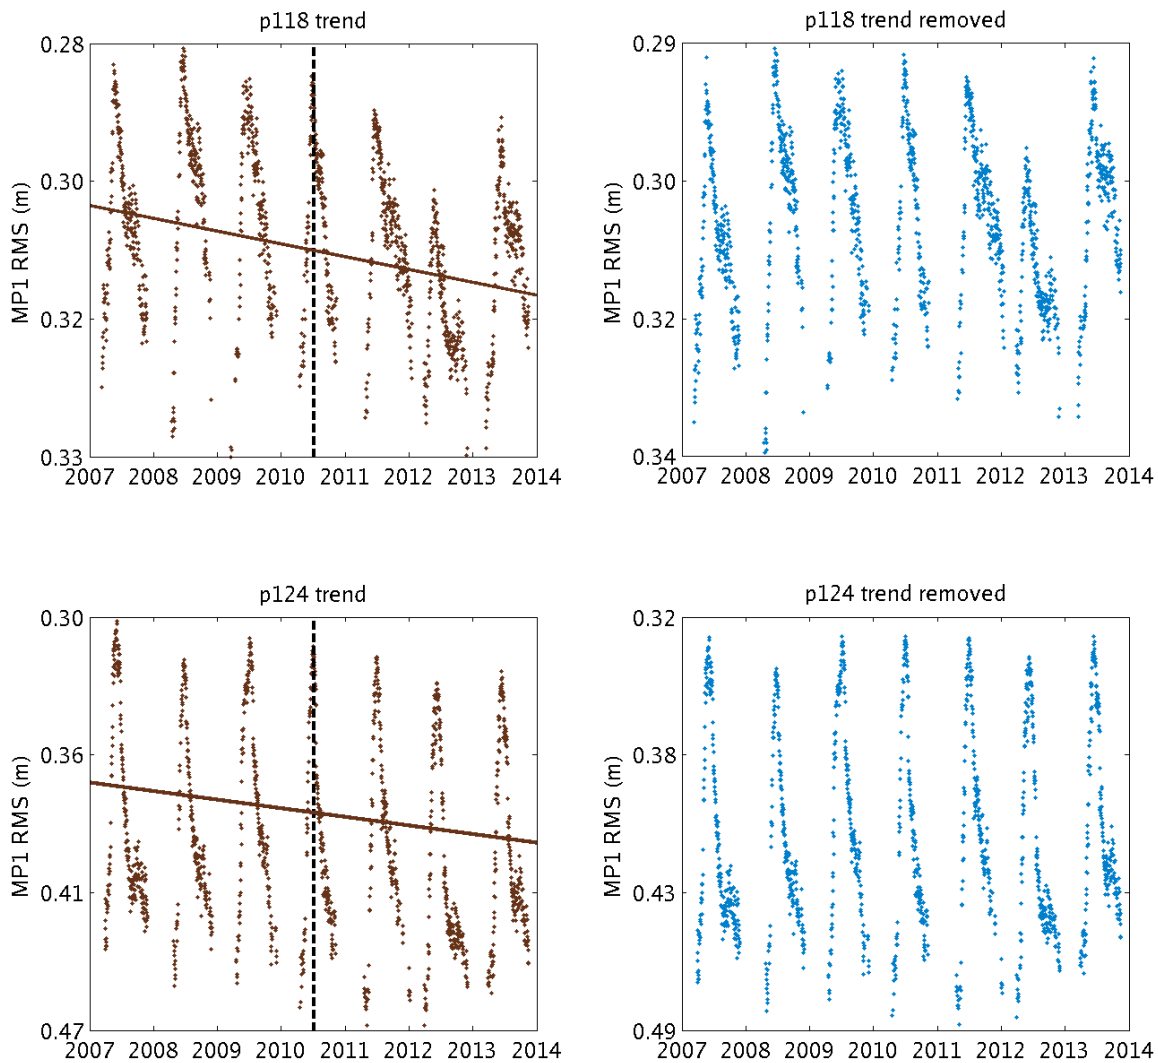 p118 trend
0.28
0.30
0.32
0.33
MP1 RMS (m)
2007 2008 2009 2010 2011 2012 2013 2014
p118 trend removed
0.29
0.30
0.32
0.34
MP1 RMS (m)
2007 2008 2009 2010 2011 2012 2013 2014
p124 trend
0.30
0.36
0.41
0.47
MP1 RMS (m)
2007 2008 2009 2010 2011 2012 2013 2014
p124 trend removed
0.32
0.38
0.43
0.49
MP1 RMS (m)
2007 2008 2009 2010 2011 2012 2013 2014